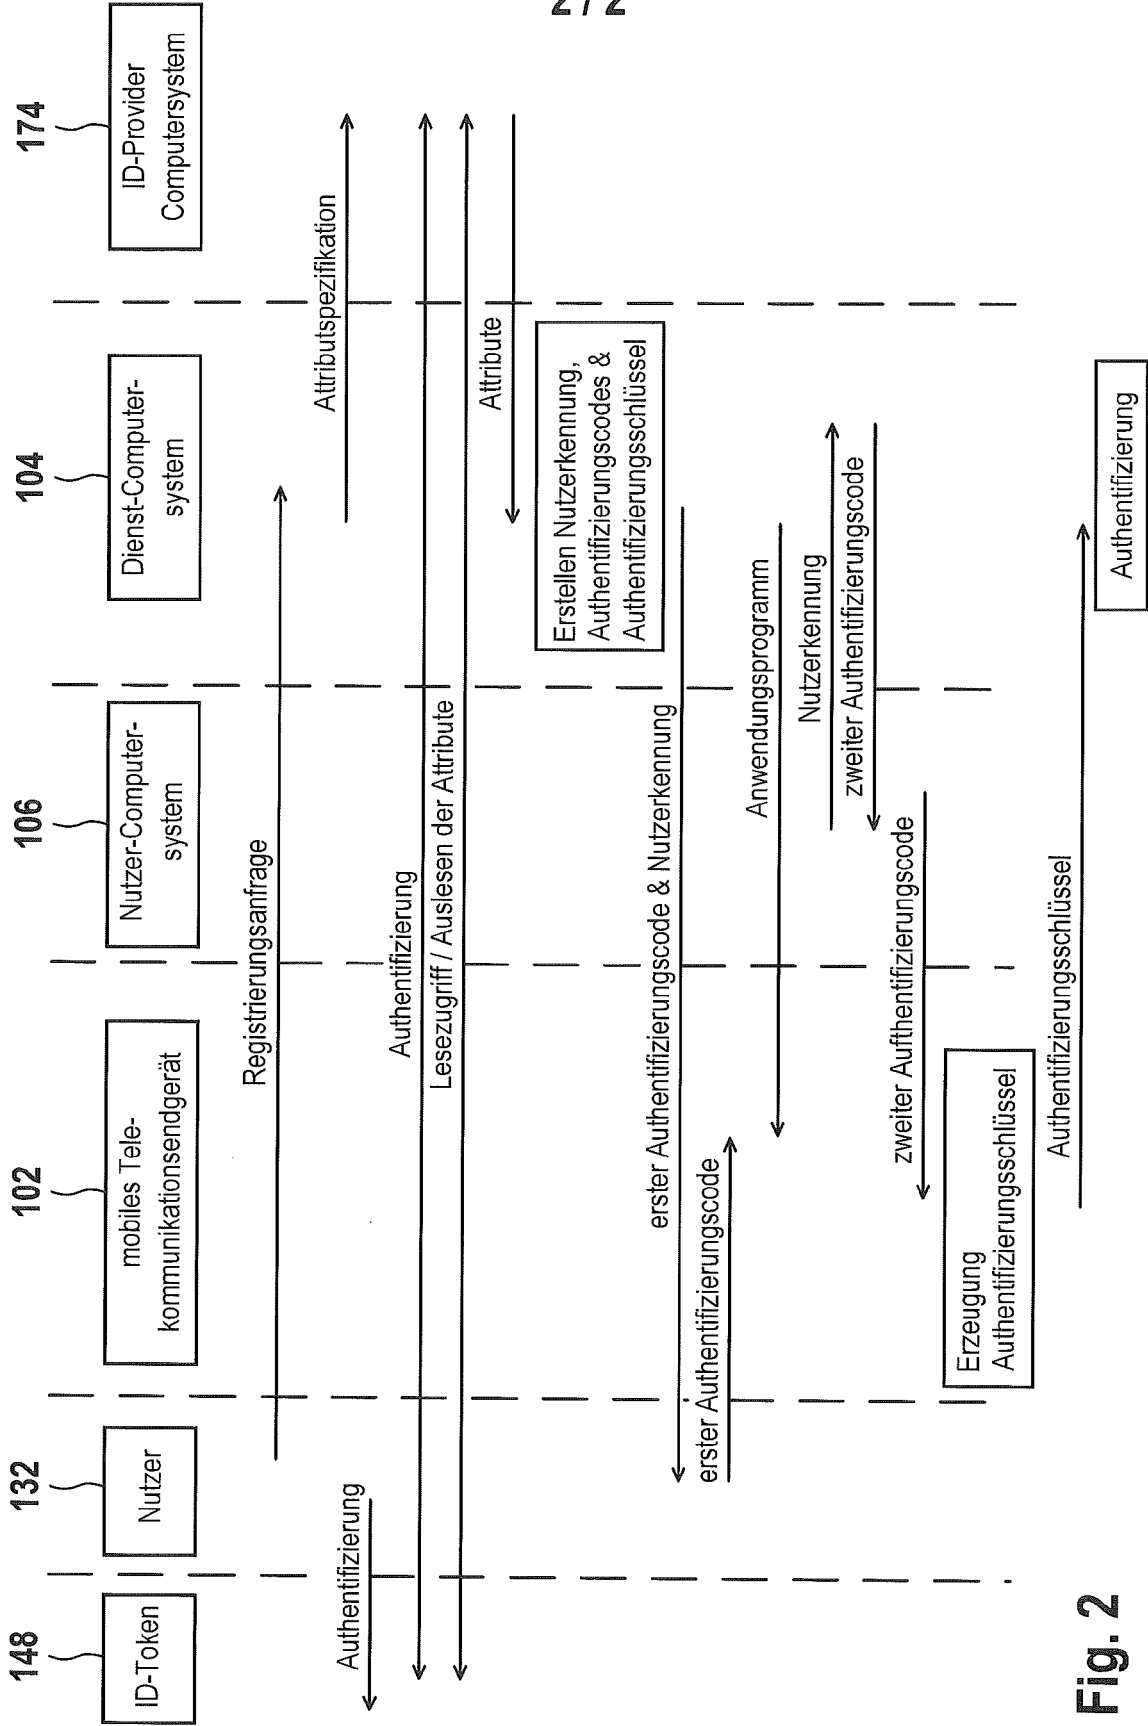 2 / 2
148
132
102
106
104
174
ID-Token
Nutzer
mobiles Tele-
kommunikationsendgerät
Nutzer-Computer-
system
Dienst-Computer-
system
ID-Provider
Computersystem
Registrierungsanfrage
Attributspezifikation
Authentifizierung
Authentifizierung
Lesezugriff / Auslesen der Attribute
Attribute
Erstellen Nutzerkennung,
Authentifizierungscodes &
Authentifizierungsschlüssel
erster Authentifizierungscode & Nutzerkennung
erster Authentifizierungscode
Anwendungsprogramm
Nutzerkennung
zweiter Authentifizierungscode
zweiter Aufthentifizierungscode
Erzeugung
Authentifizierungsschlüssel
Authentifizierungsschlüssel
Authentifizierung
Fig. 2